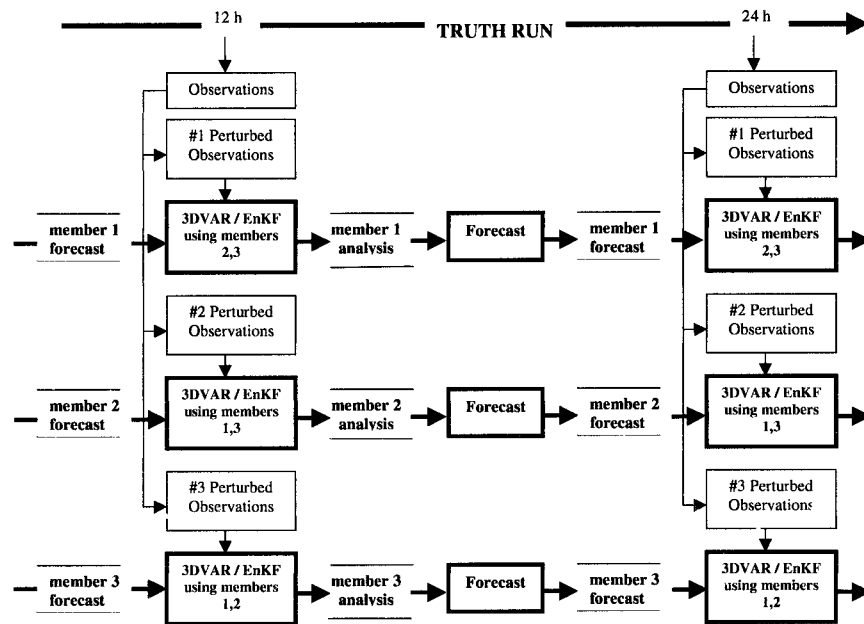 12 h
24 h
TRUTH RUN
Observations
Observations
#1 Perturbed
Observations
#1 Perturbed
Observations
member 1
forecast
3DVAR / EnKF
using members
2,3
member 1
analysis
Forecast
member 1
forecast
3DVAR / EnKF
using members
2,3
#2 Perturbed
Observations
#2 Perturbed
Observations
member 2
forecast
3DVAR / EnKF
using members
1,3
member 2
analysis
Forecast
member 2
forecast
3DVAR / EnKF
using members
1,3
#3 Perturbed
Observations
#3 Perturbed
Observations
member 3
forecast
3DVAR / EnKF
using members
1,2
member 3
analysis
Forecast
member 3
forecast
3DVAR / EnKF
using members
1,2